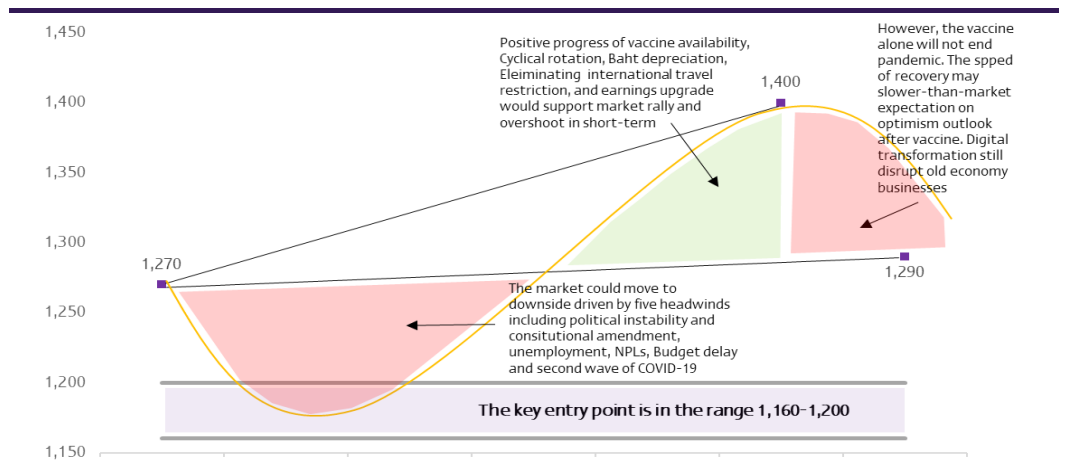 1,450
1,400
1,350
1,300
1,250
1,200
1,150
Positive progress of vaccine availability,
Cyclical rotation, Baht depreciation,
Eleiminating international travel
restriction, and earnings upgrade
would support market rally and
overshoot in short-term
1,400
However, the vaccine
alone will not end
pandemic. The spped
of recovery may
slower-than-market
expectation on
optimism outlook
after vaccine. Digital
transformation still
disrupt old economy
businesses
1,270
1,290
The market could move to
downside driven by five headwinds
including political instability and
consitutional amendment,
unemployment, NPLs, Budget delay
and second wave of COVID-19
The key entry point is in the range 1,160-1,200